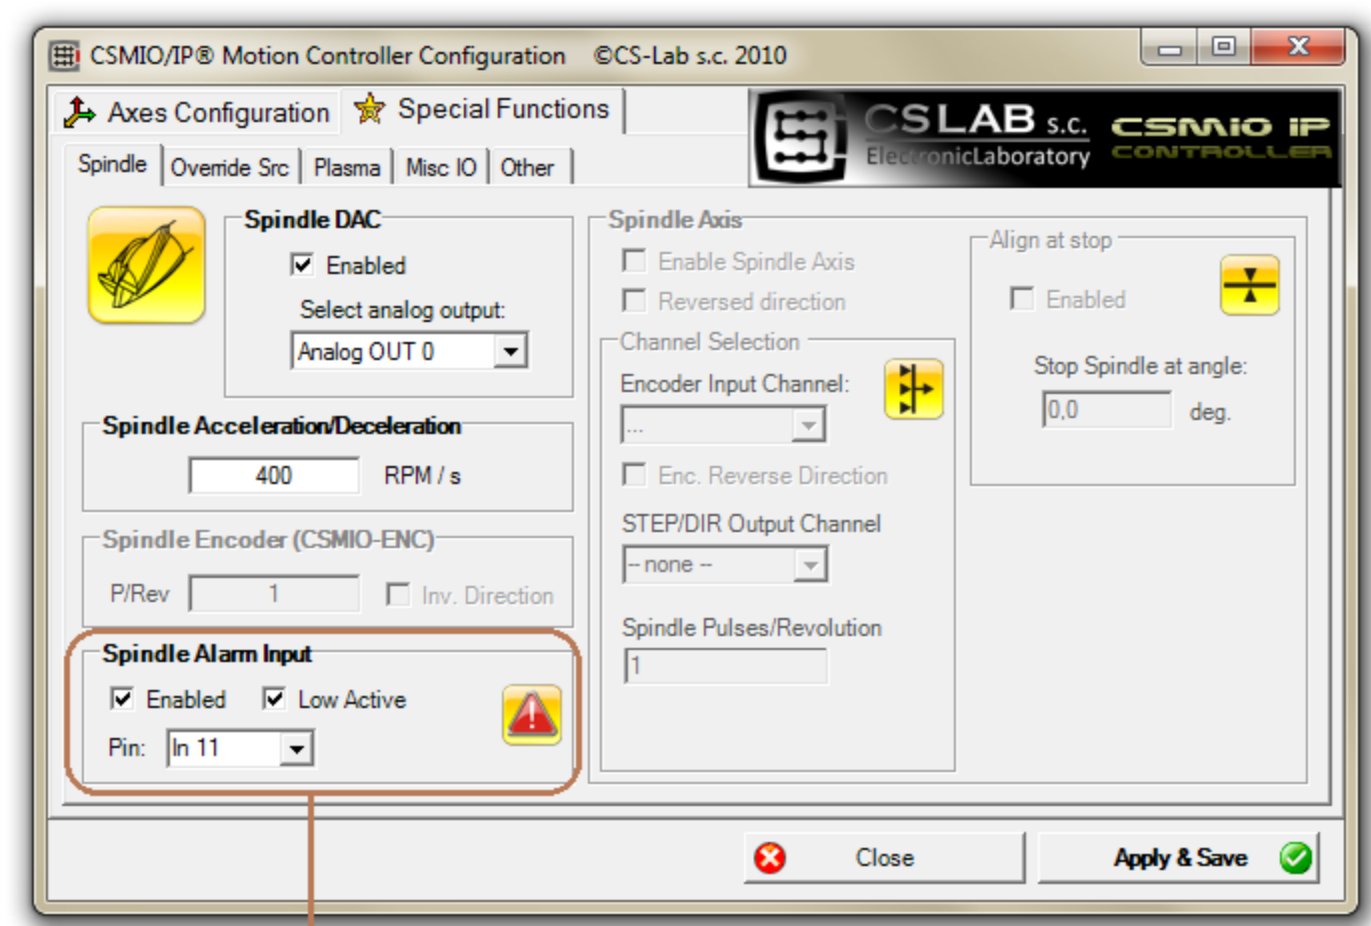 CSMIO/IP® Motion Controller Configuration ©CS-Lab s.c. 2010
Axes Configuration Special Functions
CSLAB s.c.
ElectronicLaboratory
CSMIO IP
CONTROLLER
Spindle Override Src Plasma Misc IO Other
Spindle DAC
Enabled
Select analog output:
Analog OUT 0
Spindle Acceleration/Deceleration
400 RPM / s
Spindle Encoder (CSMIO-ENC)
P/Rev 1 Inv. Direction
Spindle Alarm Input
Enabled Low Active
Pin: In 11
Spindle Axis
Enable Spindle Axis
Reversed direction
Channel Selection
Encoder Input Channel:
...
Enc. Reverse Direction
STEP/DIR Output Channel
-- none --
Spindle Pulses/Revolution
1
Align at stop
Enabled
Stop Spindle at angle:
0,0 deg.
Close Apply & Save